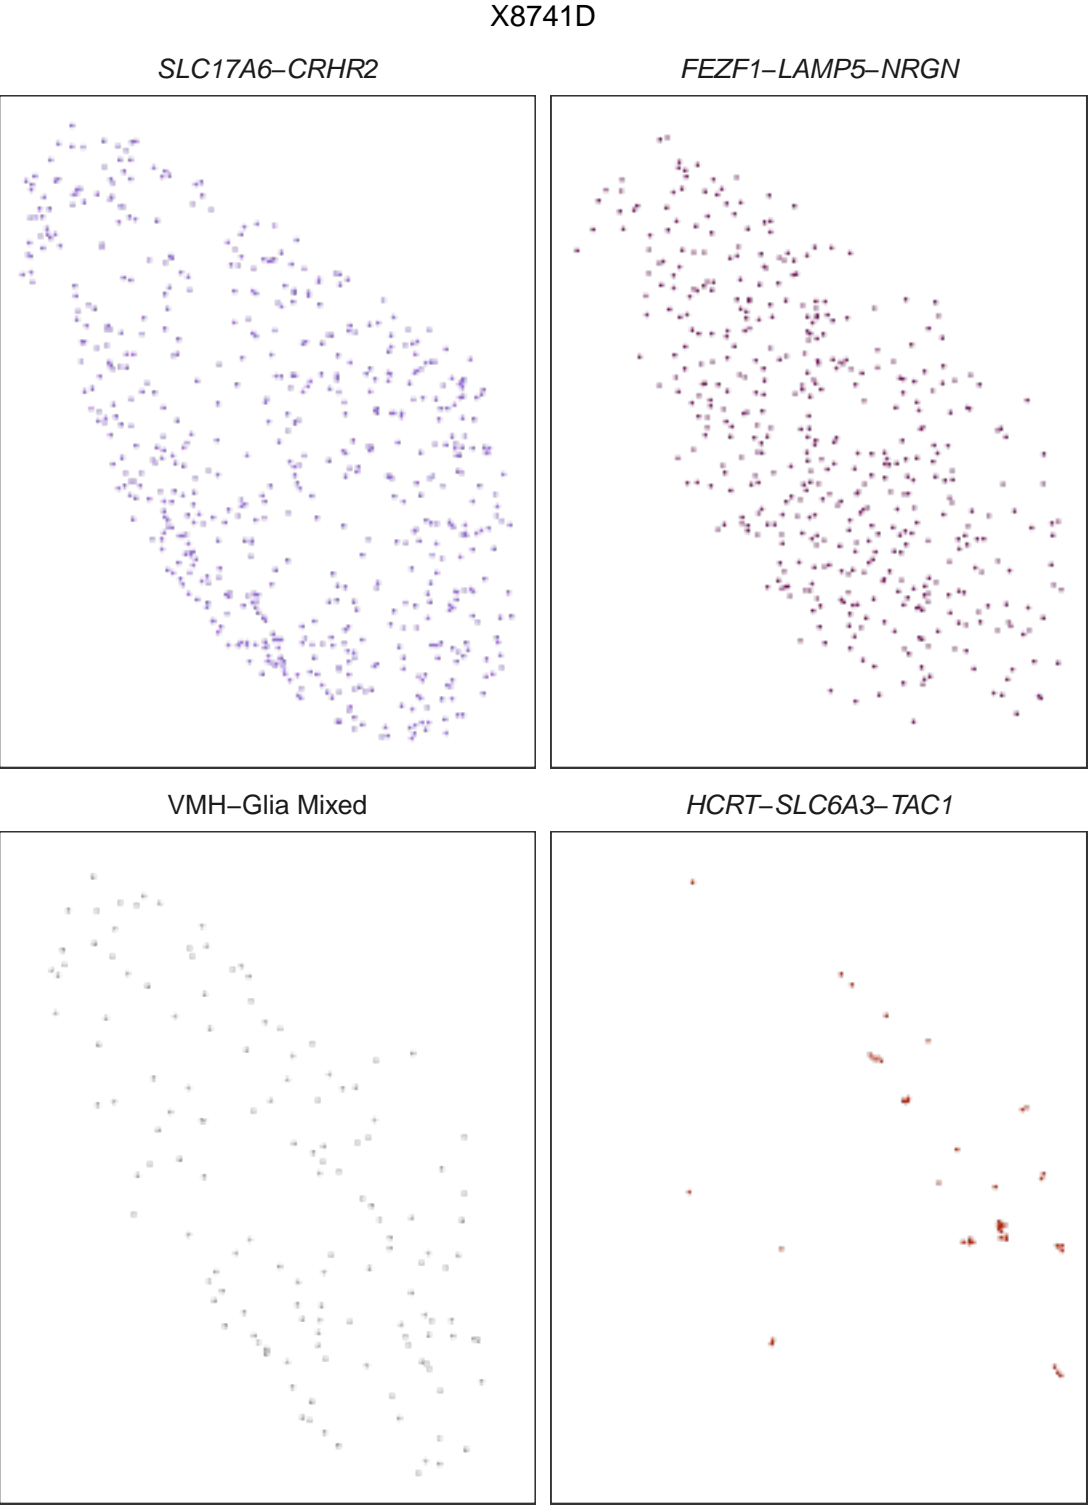 X8741D
SLC17A6–CRHR2
FEZF1–LAMP5–NRGN
VMH–Glia Mixed
HCRT–SLC6A3–TAC1